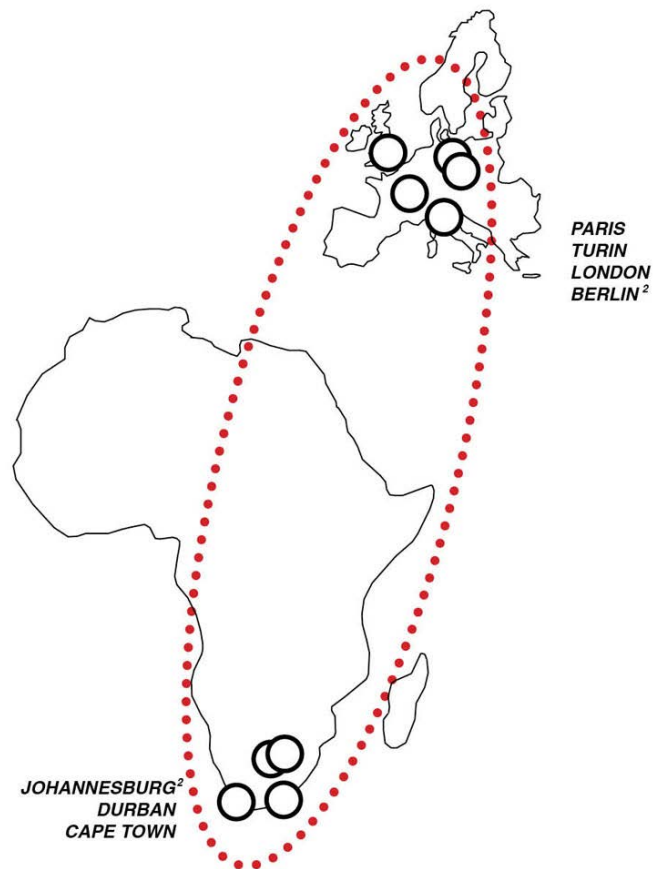 PARIS
TURIN
LONDON
BERLIN²
JOHANNESBURG²
DURBAN
CAPE TOWN